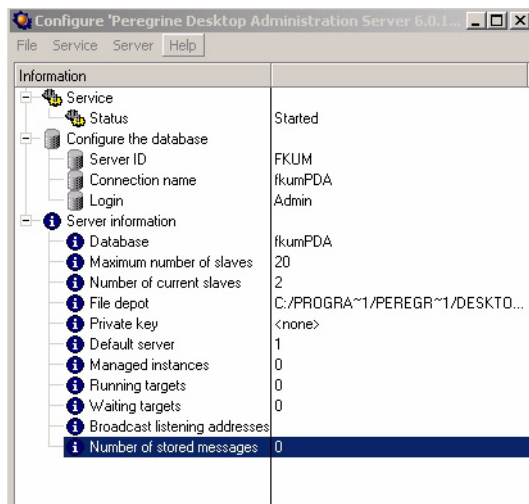 Configure 'Peregrine Desktop Administration Server 6.0.1...
File Service Server Help
Information
Service
Status Started
Configure the database
Server ID FKUM
Connection name fkumPDA
Login Admin
Server information
Database fkumPDA
Maximum number of slaves 20
Number of current slaves 2
File depot C:/PROGRA~1/PEREGR~1/DESKTO...
Private key <none>
Default server 1
Managed instances 0
Running targets 0
Waiting targets 0
Broadcast listening addresses
Number of stored messages 0